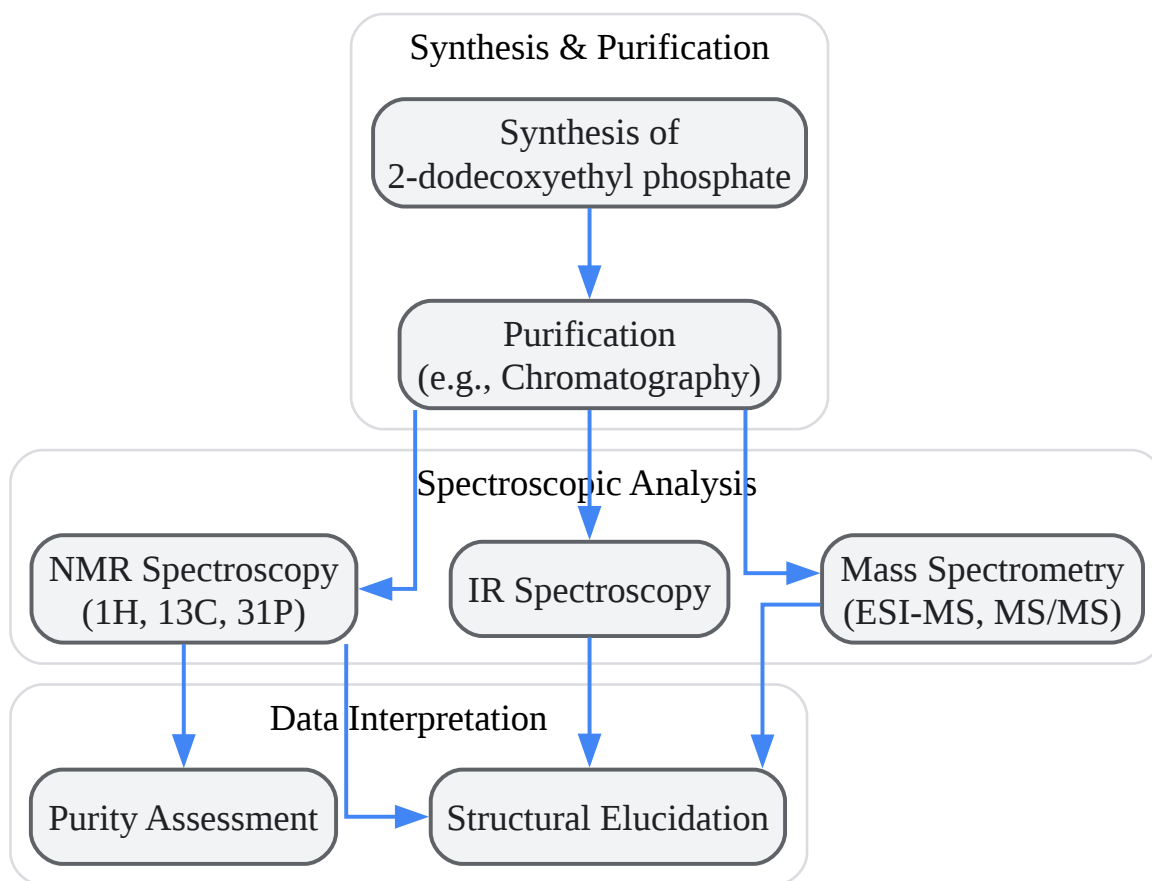 Synthesis & Purification
Synthesis of
2-dodecoxyethyl phosphate
Purification
(e.g., Chromatography)
Spectroscopic Analysis
NMR Spectroscopy
(1H, 13C, 31P)
IR Spectroscopy
Mass Spectrometry
(ESI-MS, MS/MS)
Data Interpretation
Purity Assessment
Structural Elucidation